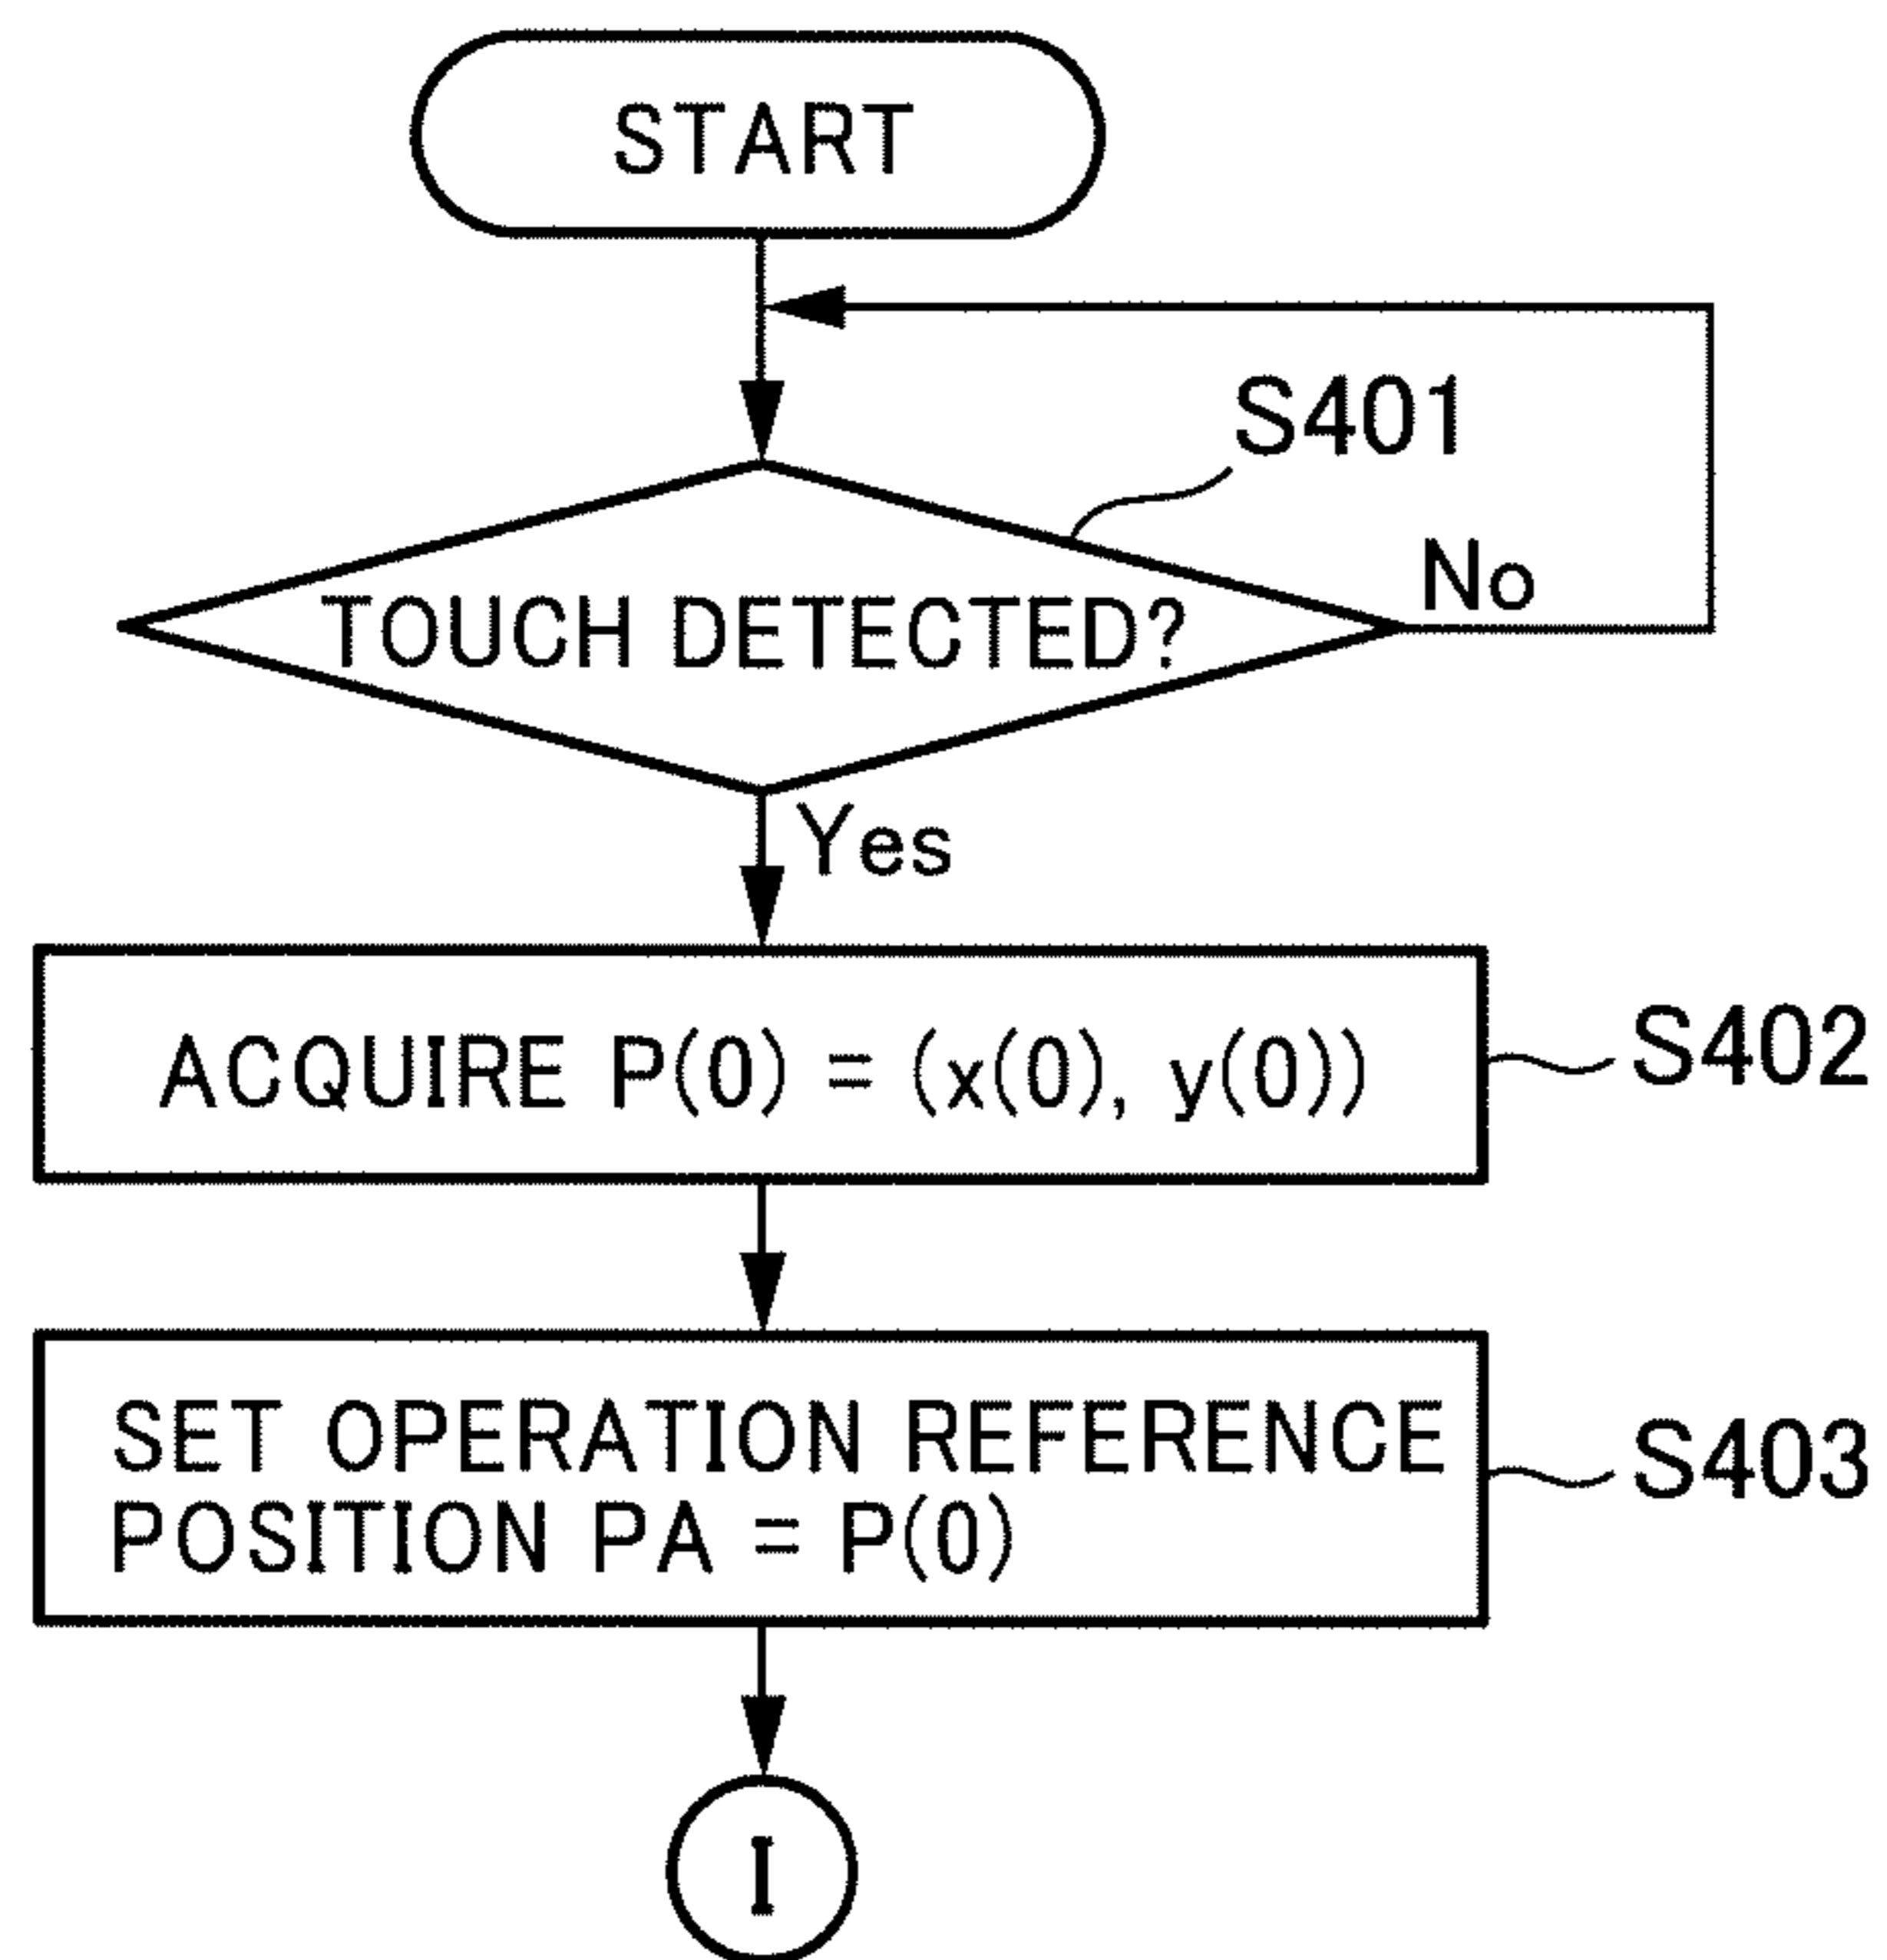 START
S401
No
TOUCH DETECTED?
Yes
ACQUIRE P(0) = (x(0), y(0))
S402
SET OPERATION REFERENCE
POSITION PA = P(0)
S403
I